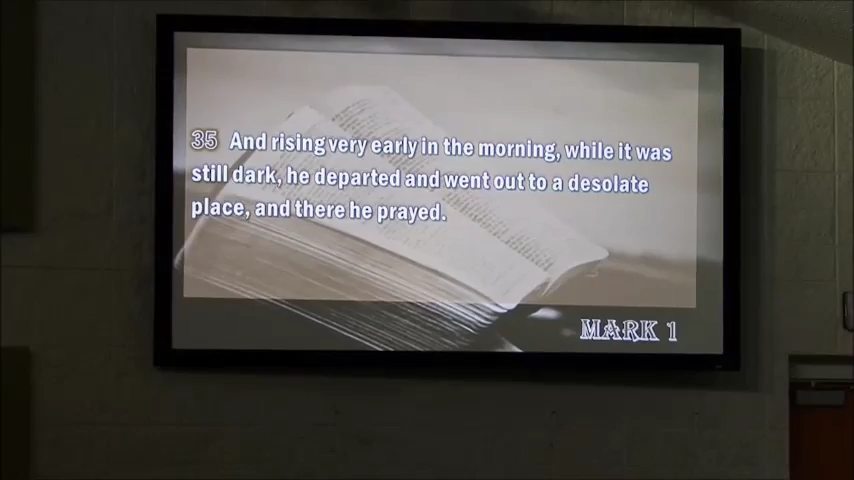 35 And rising very early in the morning, while it was
still dark, he departed and went out to a desolate
place, and there he prayed.
MARK 1